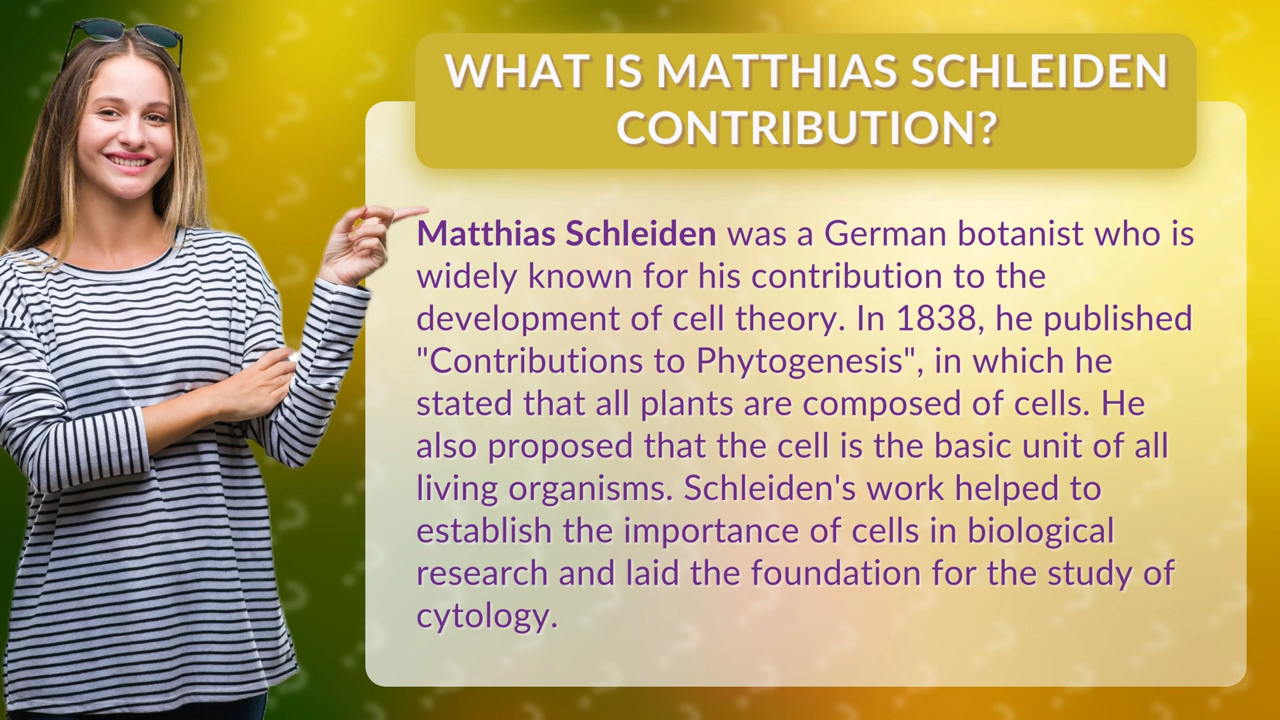 WHAT IS MATTHIAS SCHLEIDEN
CONTRIBUTION?
Matthias Schleiden was a German botanist who is
widely known for his contribution to the
development of cell theory. In 1838, he published
"Contributions to Phytogenesis", in which he
stated that all plants are composed of cells. He
also proposed that the cell is the basic unit of all
living organisms. Schleiden's work helped to
establish the importance of cells in biological
research and laid the foundation for the study of
cytology.